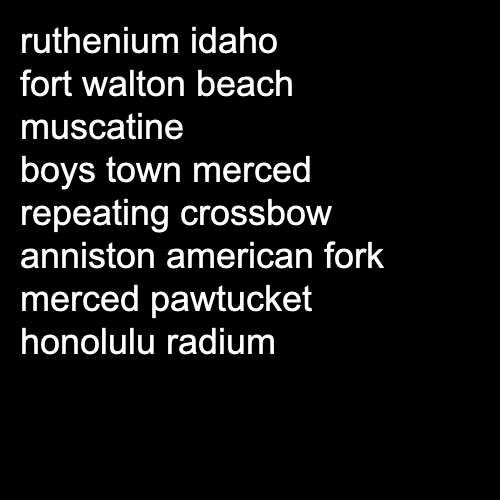 ruthenium idaho
fort walton beach
muscatine
boys town merced
repeating crossbow
anniston american fork
merced pawtucket
honolulu radium